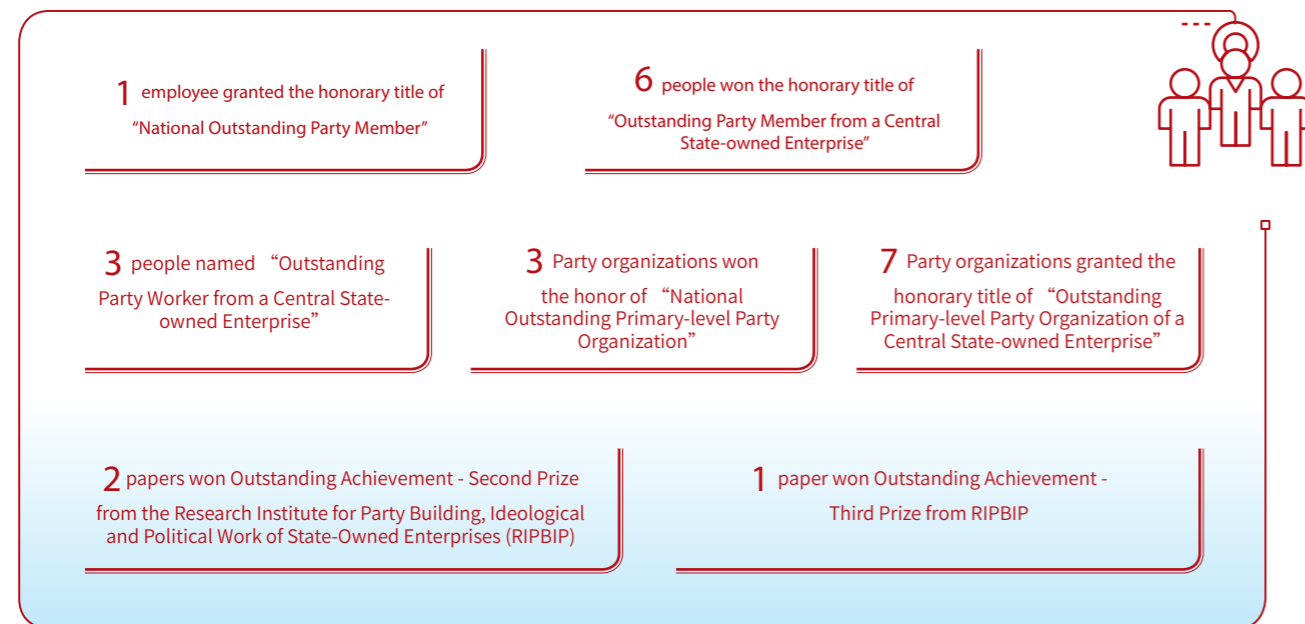 1 employee granted the honorary title of
“National Outstanding Party Member”
6 people won the honorary title of
“Outstanding Party Member from a Central
State-owned Enterprise”
3 people named “Outstanding
Party Worker from a Central State-
owned Enterprise”
3 Party organizations won
the honor of “National
Outstanding Primary-level Party
Organization”
7 Party organizations granted the
honorary title of “Outstanding
Primary-level Party Organization of a
Central State-owned Enterprise”
2 papers won Outstanding Achievement - Second Prize
from the Research Institute for Party Building, Ideological
and Political Work of State-Owned Enterprises (RIPBIP)
1 paper won Outstanding Achievement -
Third Prize from RIPBIP